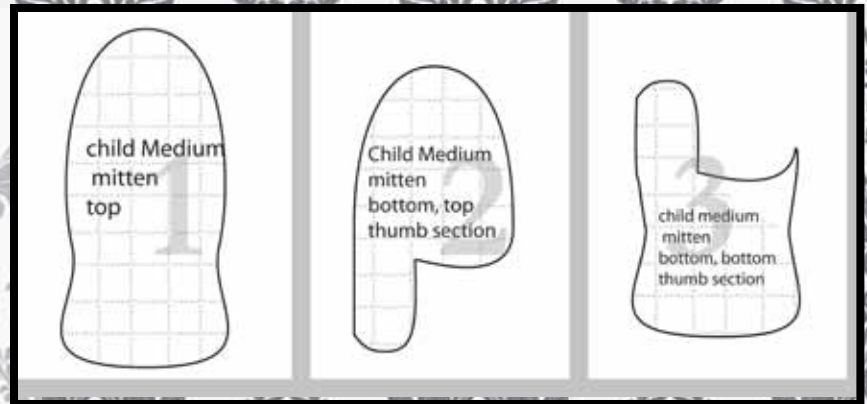 child Medium
mitten
top
1
Child Medium
mitten
bottom, top
thumb section
2
child medium
mitten
bottom, bottom
thumb section
3